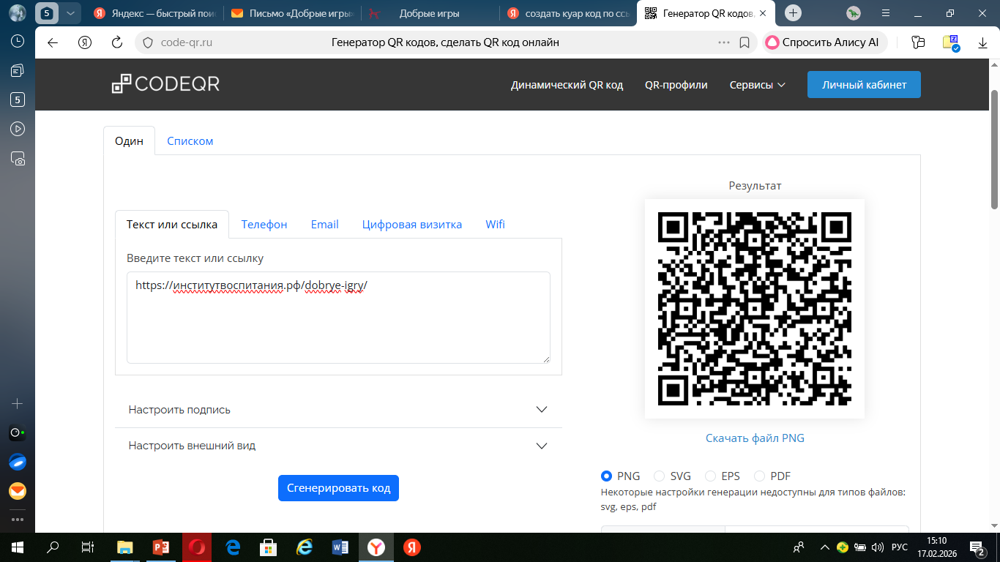 5
Яндекс — быстрый пои
Письмо «Добрые игры»
Добрые игры
создать куар код по ссы
Генератор QR кодов,
code-qr.ru
Генератор QR кодов, сделать QR код онлайн
Спросить Алису AI
5
CODEQR
Динамический QR код
QR-профили
Сервисы
Личный кабинет
Один
Списком
Результат
Текст или ссылка
Телефон
Email
Цифровая визитка
Wifi
Введите текст или ссылку
https://институтвоспитания.рф/dobrye-igry/
Настроить подпись
Настроить внешний вид
Сгенерировать код
Скачать файл PNG
PNG
SVG
EPS
PDF
Некоторые настройки генерации недоступны для типов файлов:
svg, eps, pdf
РУС
15:10
17.02.2026
2